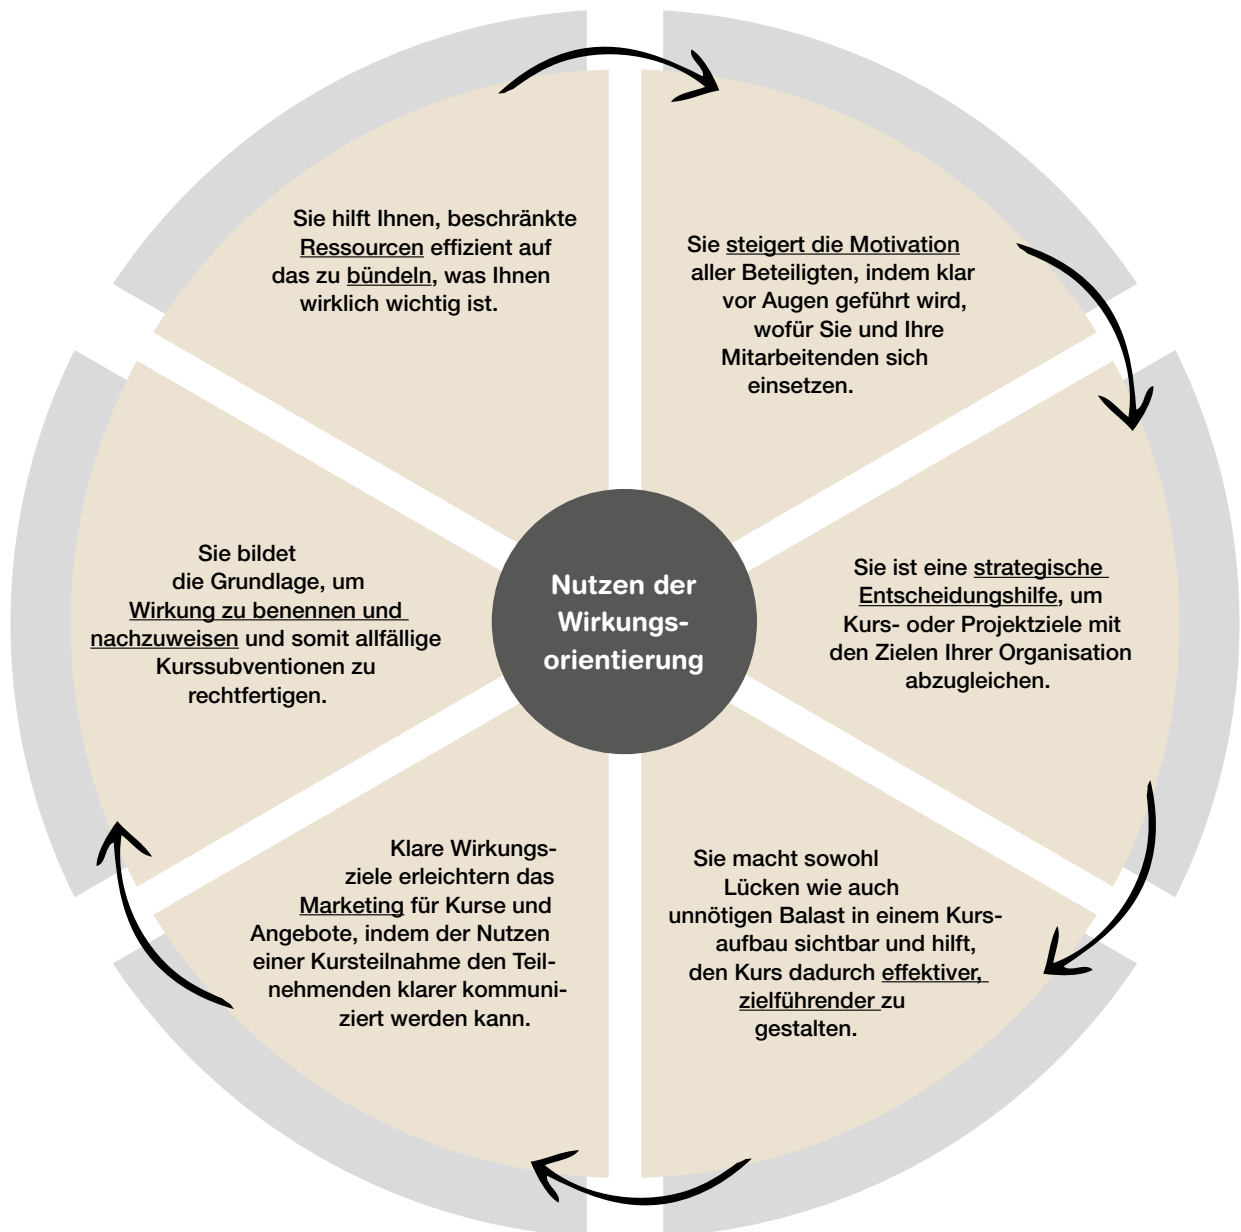 Sie hilft Ihnen, beschränkte
Ressourcen effizient auf
das zu bündeln, was Ihnen
wirklich wichtig ist.
Sie steigert die Motivation
aller Beteiligten, indem klar
vor Augen geführt wird,
wofür Sie und Ihre
Mitarbeitenden sich
einsetzen.
Sie ist eine strategische
Entscheidungshilfe, um
Kurs- oder Projektziele mit
den Zielen Ihrer Organisation
abzugleichen.
Sie macht sowohl
Lücken wie auch
unnötigen Balast in einem Kurs-
aufbau sichtbar und hilft,
den Kurs dadurch effektiver,
zielführender zu
gestalten.
Klare Wirkungs-
ziele erleichtern das
Marketing für Kurse und
Angebote, indem der Nutzen
einer Kursteilnahme den Teil-
nehmenden klarer kommuni-
ziert werden kann.
Sie bildet
die Grundlage, um
Wirkung zu benennen und
nachzuweisen und somit allfällige
Kurssubventionen zu
rechtfertigen.
Nutzen der
Wirkungs-
orientierung